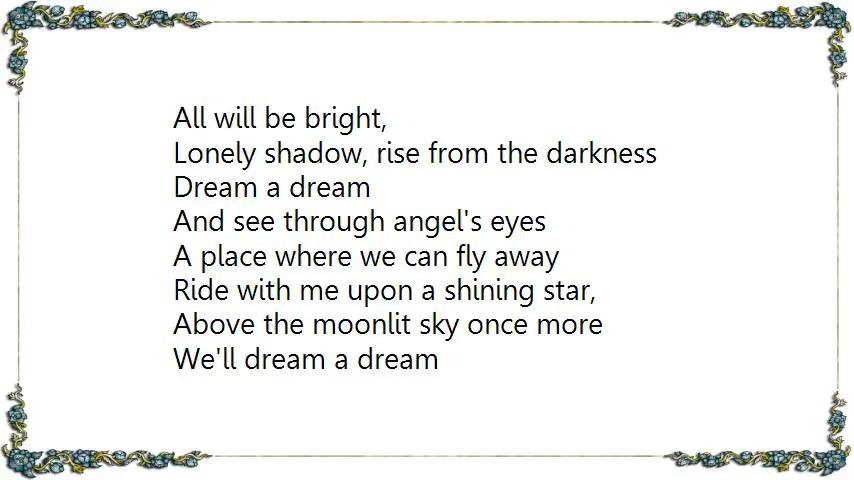 All will be bright,
Lonely shadow, rise from the darkness
Dream a dream
And see through angel's eyes
A place where we can fly away
Ride with me upon a shining star,
Above the moonlit sky once more
We'll dream a dream